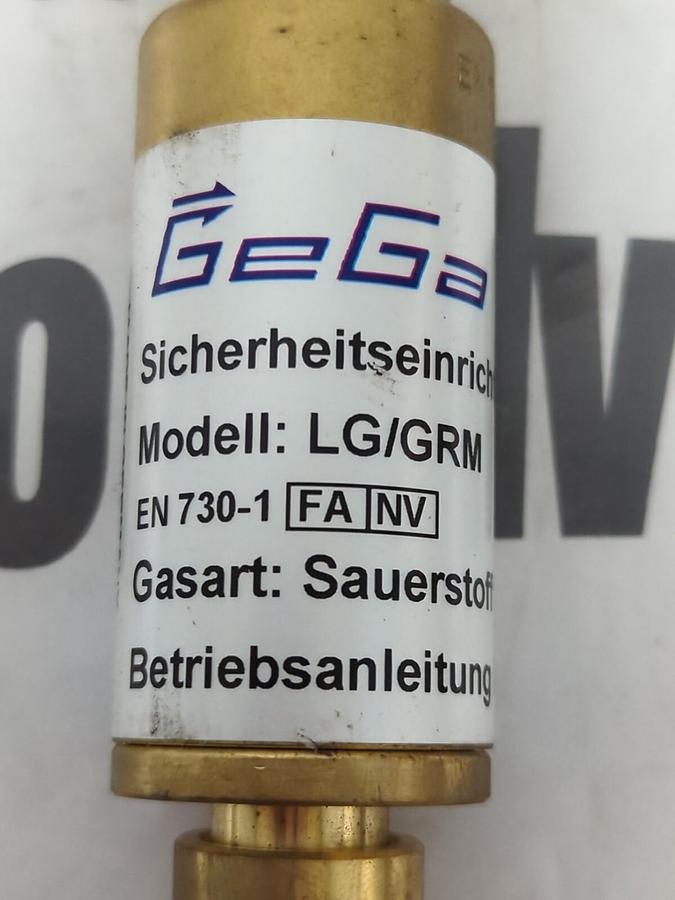 GeGa
Sicherheitseinrich
Modell: LG/GRM
EN 730-1 FA NV
Gasart: Sauerstoff
Betriebsanleitung